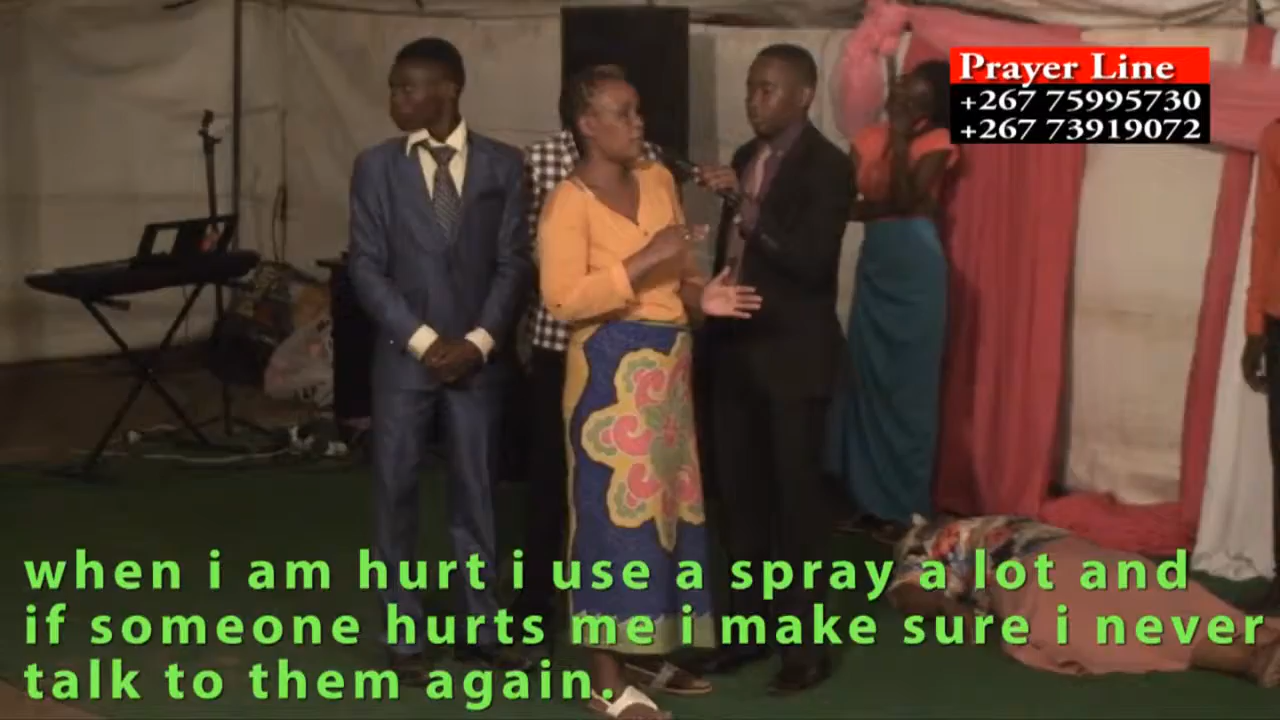 Prayer Line
+267 75995730
+267 73919072
when i am hurt i use a spray a lot and
if someone hurts me i make sure i never
talk to them again.